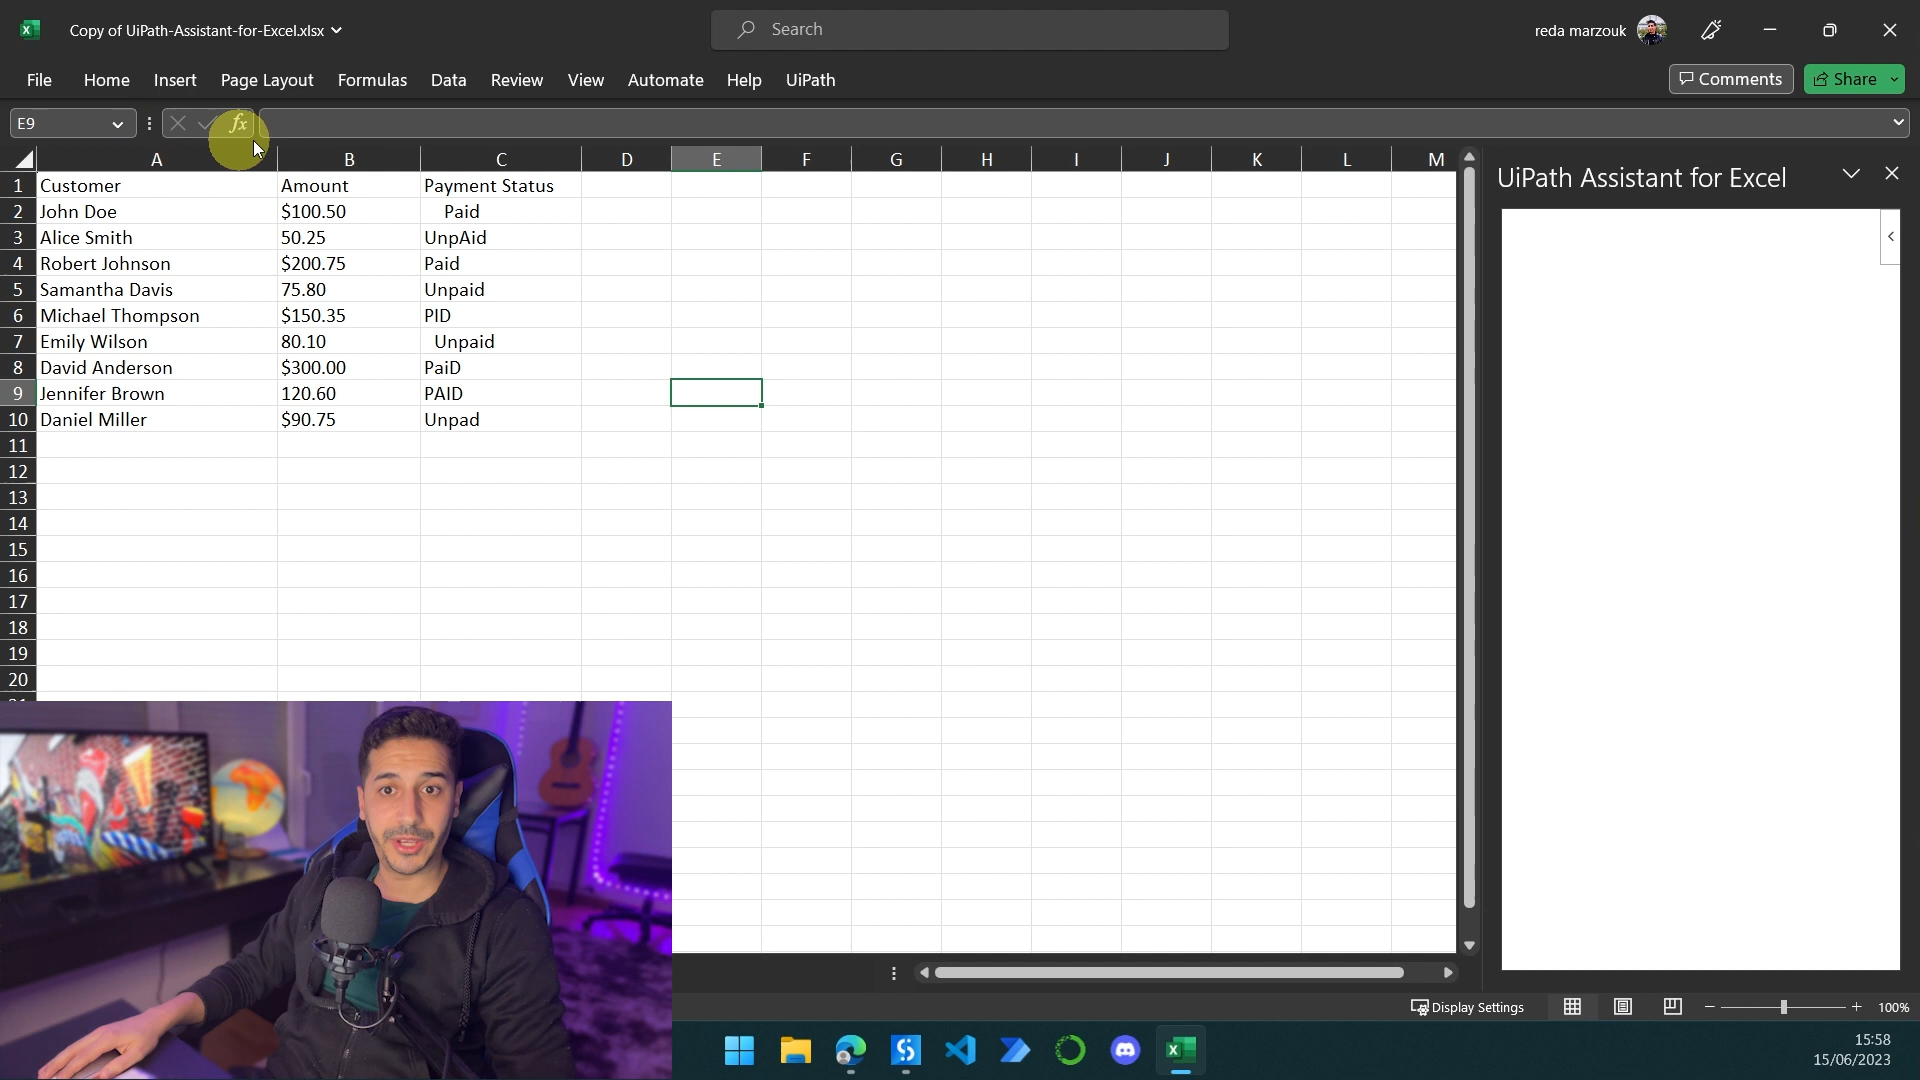 Copy of UiPath-Assistant-for-Excel.xlsx
Search
reda marzouk
File Home Insert Page Layout Formulas Data Review View Automate Help UiPath
Comments
Share
E9
fx
A B C D E F G H I J K L M
1 Customer Amount Payment Status
2 John Doe $100.50 Paid
3 Alice Smith 50.25 UnpAid
4 Robert Johnson $200.75 Paid
5 Samantha Davis 75.80 Unpaid
6 Michael Thompson $150.35 PID
7 Emily Wilson 80.10 Unpaid
8 David Anderson $300.00 PaiD
9 Jennifer Brown 120.60 PAID
10 Daniel Miller $90.75 Unpad
11
12
13
14
15
16
17
18
19
20
UiPath Assistant for Excel
Display Settings
100%
15:58
15/06/2023